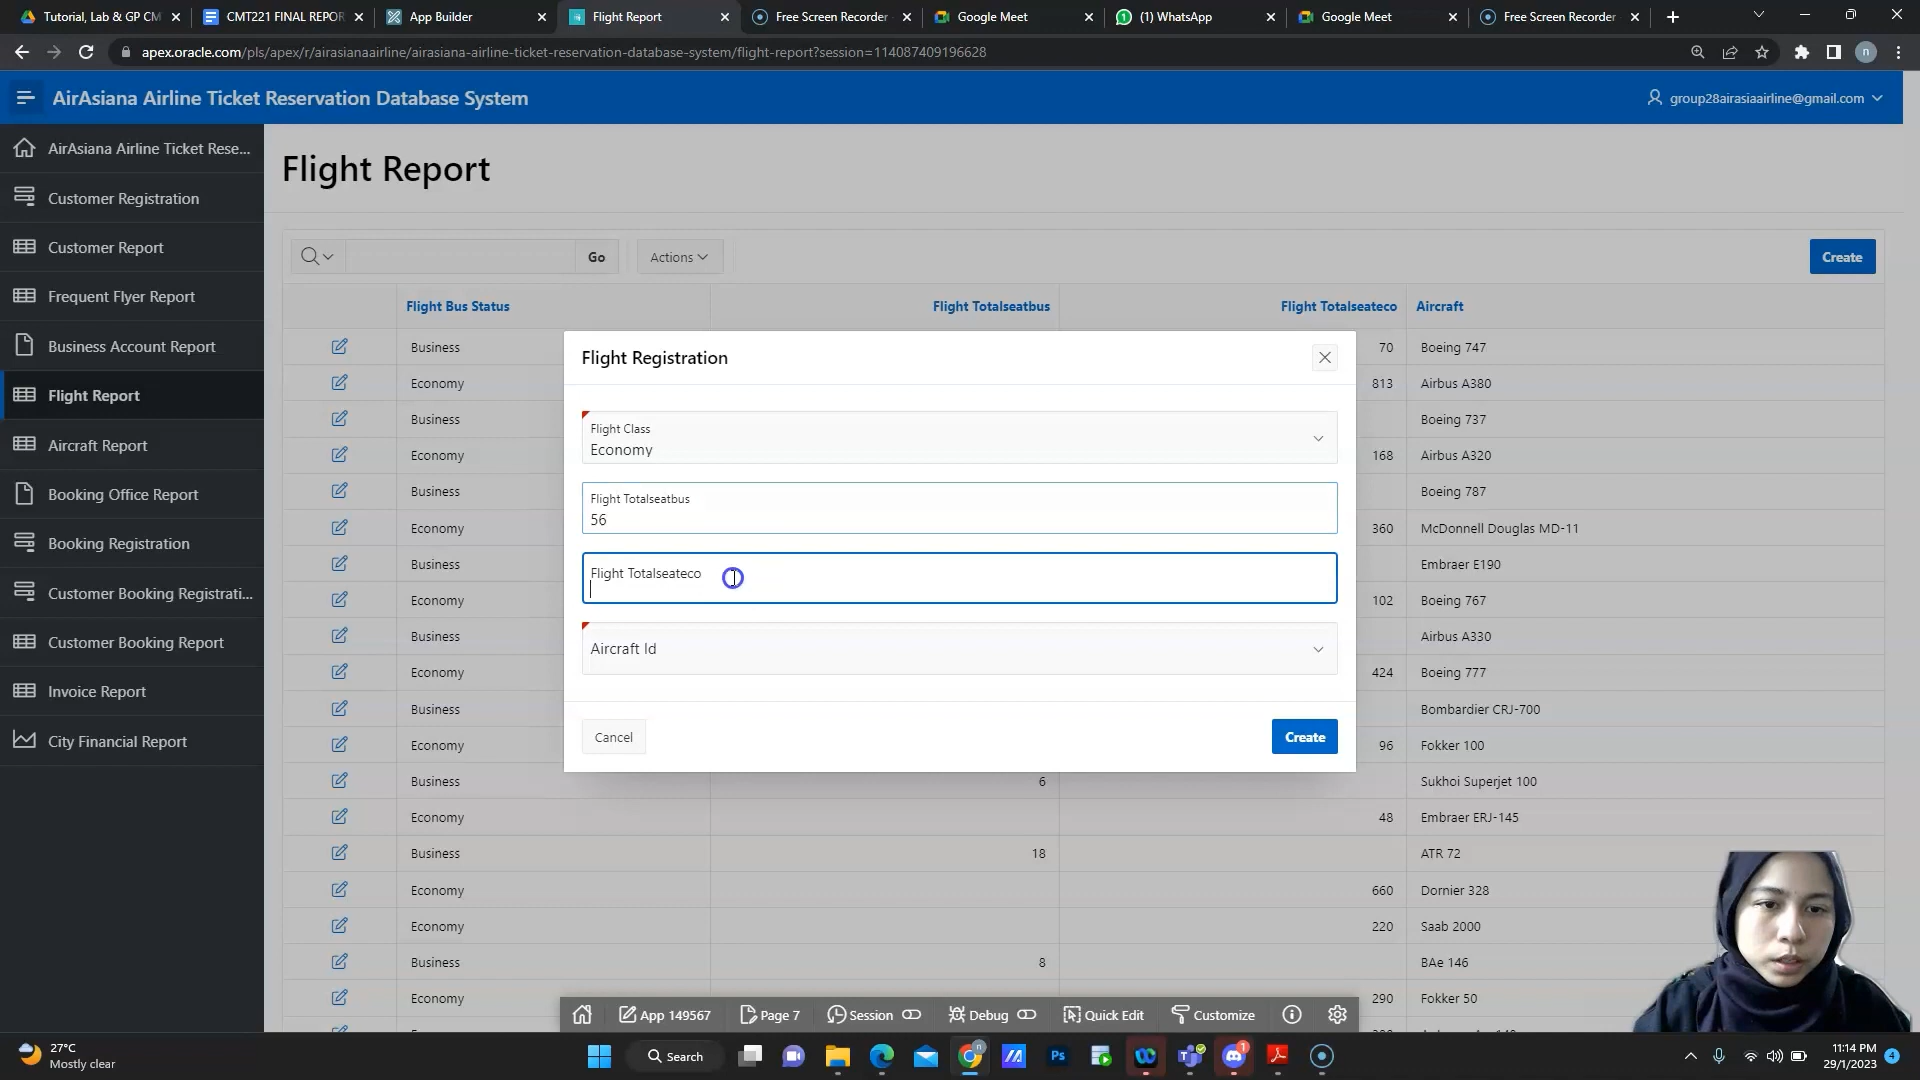 Tutorial, Lab & GP CM
CMT221 FINAL REPOR
App Builder
Flight Report
Free Screen Recorder
Google Meet
(1) WhatsApp
Google Meet
Free Screen Recorder
apex.oracle.com/pls/apex/r/airasianaairline/airasiana-airline-ticket-reservation-database-system/flight-report?session=114087409196628
n
AirAsiana Airline Ticket Reservation Database System
group28airasiaairline@gmail.com
AirAsiana Airline Ticket Rese...
Customer Registration
Customer Report
Frequent Flyer Report
Business Account Report
Flight Report
Aircraft Report
Booking Office Report
Booking Registration
Customer Booking Registrati...
Customer Booking Report
Invoice Report
City Financial Report
Flight Report
Go
Actions
Create
Flight Bus Status
Flight Totalseatbus
Flight Totalseateco
Aircraft
Business
70
Boeing 747
Economy
813
Airbus A380
Business
Boeing 737
Economy
168
Airbus A320
Business
Boeing 787
Economy
360
McDonnell Douglas MD-11
Business
Embraer E190
Economy
102
Boeing 767
Business
Airbus A330
Economy
424
Boeing 777
Business
Bombardier CRJ-700
Economy
96
Fokker 100
Business
6
Sukhoi Superjet 100
Economy
48
Embraer ERJ-145
Business
18
ATR 72
Economy
660
Dornier 328
Economy
220
Saab 2000
Business
8
BAe 146
Economy
290
Fokker 50
Flight Registration
Flight Class
Economy
Flight Totalseatbus
56
Flight Totalseateco
Aircraft Id
Cancel
Create
App 149567
Page 7
Session
Debug
Quick Edit
Customize
27°C
Mostly clear
Search
Ps
1
11:14 PM
29/1/2023
4